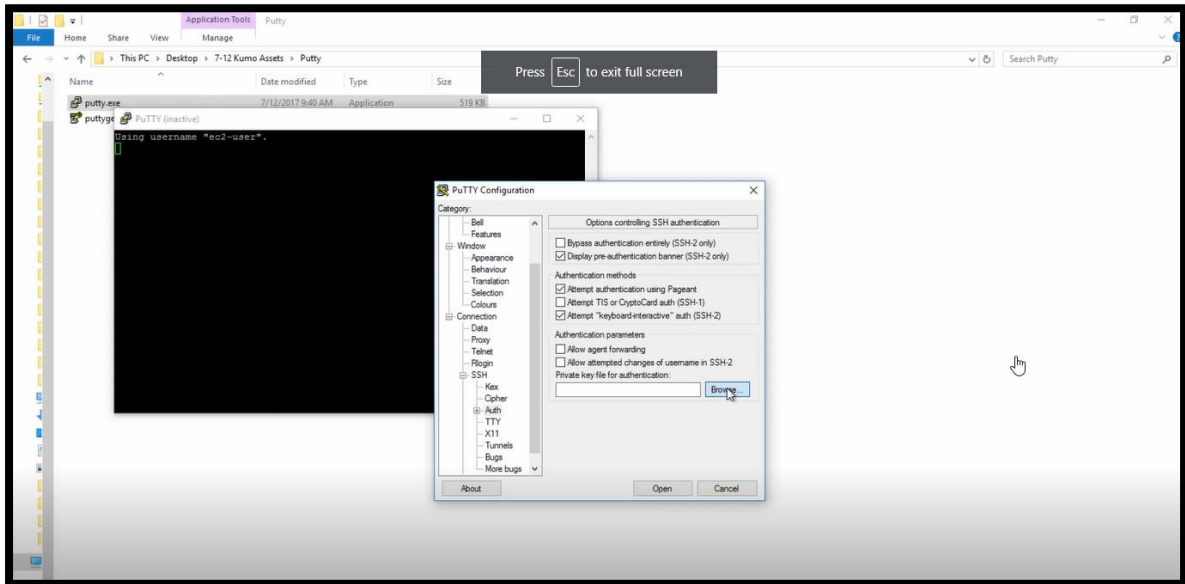 Application Tools
Putty
File
Home
Share
View
Manage
This PC > Desktop > 7-12 Kumo Assets > Putty
Search Putty
Press Esc to exit full screen
Name
Date modified
Type
Size
putty.exe
7/12/2017 9:40 AM
Application
519 KB
puttyge
PuTTY (inactive)
Using username "ec2-user".
PuTTY Configuration
Category:
Bell
Features
Window
Appearance
Behaviour
Translation
Selection
Colours
Connection
Data
Proxy
Telnet
Rlogin
SSH
Kex
Cipher
Auth
TTY
X11
Tunnels
Bugs
More bugs
Options controlling SSH authentication
Bypass authentication entirely (SSH-2 only)
Display pre-authentication banner (SSH-2 only)
Authentication methods
Attempt authentication using Pageant
Attempt TIS or CryptoCard auth (SSH-1)
Attempt "keyboard-interactive" auth (SSH-2)
Authentication parameters
Allow agent forwarding
Allow attempted changes of username in SSH-2
Private key file for authentication:
Browse...
About
Open
Cancel